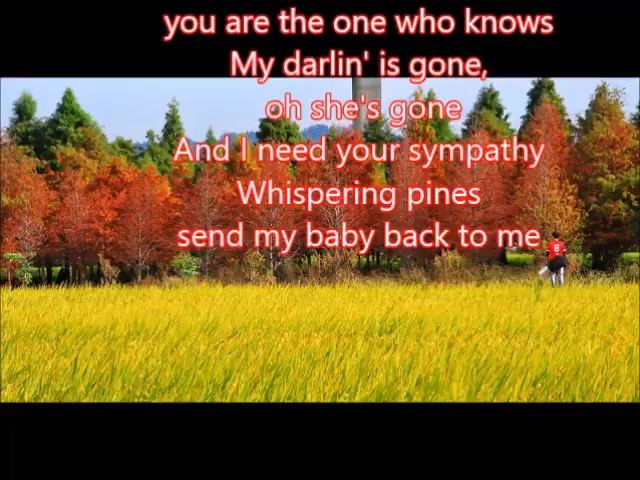 you are the one who knows
My darlin' is gone,
oh she's gone
And I need your sympathy
Whispering pines
send my baby back to me
8